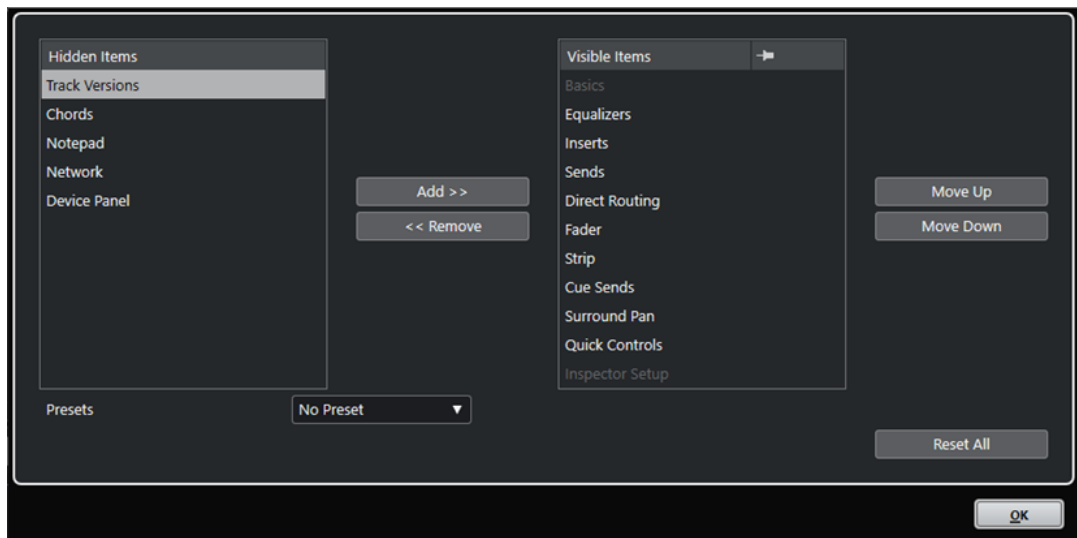 Hidden Items
Track Versions
Chords
Notepad
Network
Device Panel
Add >>
<< Remove
Visible Items
Basics
Equalizers
Inserts
Sends
Direct Routing
Fader
Strip
Cue Sends
Surround Pan
Quick Controls
Inspector Setup
Move Up
Move Down
Presets
No Preset
Reset All
OK